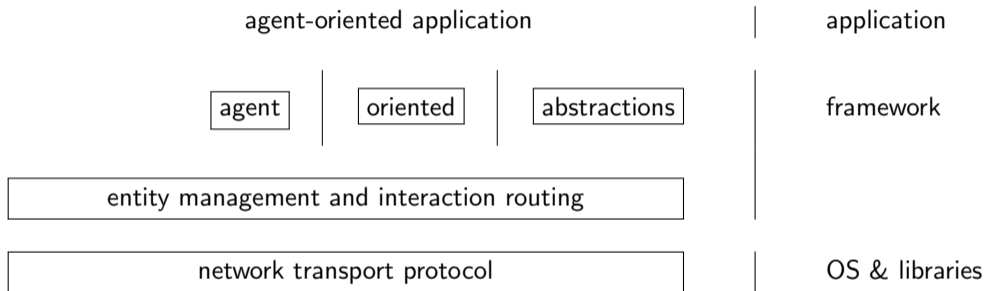 agent-oriented application application
agent oriented abstractions framework
entity management and interaction routing
network transport protocol OS & libraries